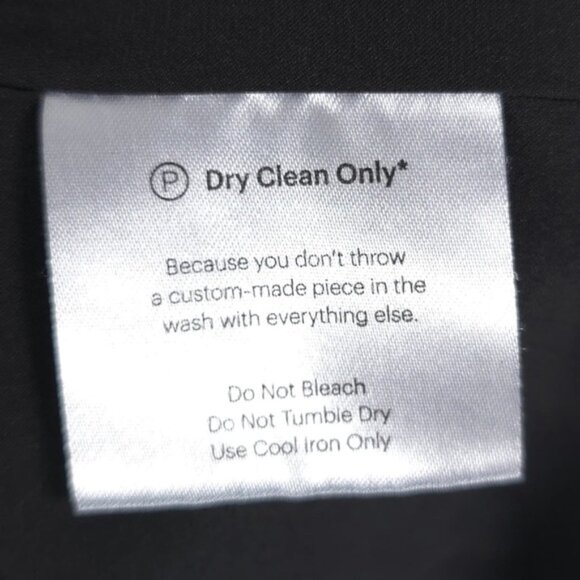 Ⓟ Dry Clean Only*
Because you don't throw
a custom-made piece in the
wash with everything else.
Do Not Bleach
Do Not Tumble Dry
Use Cool Iron Only